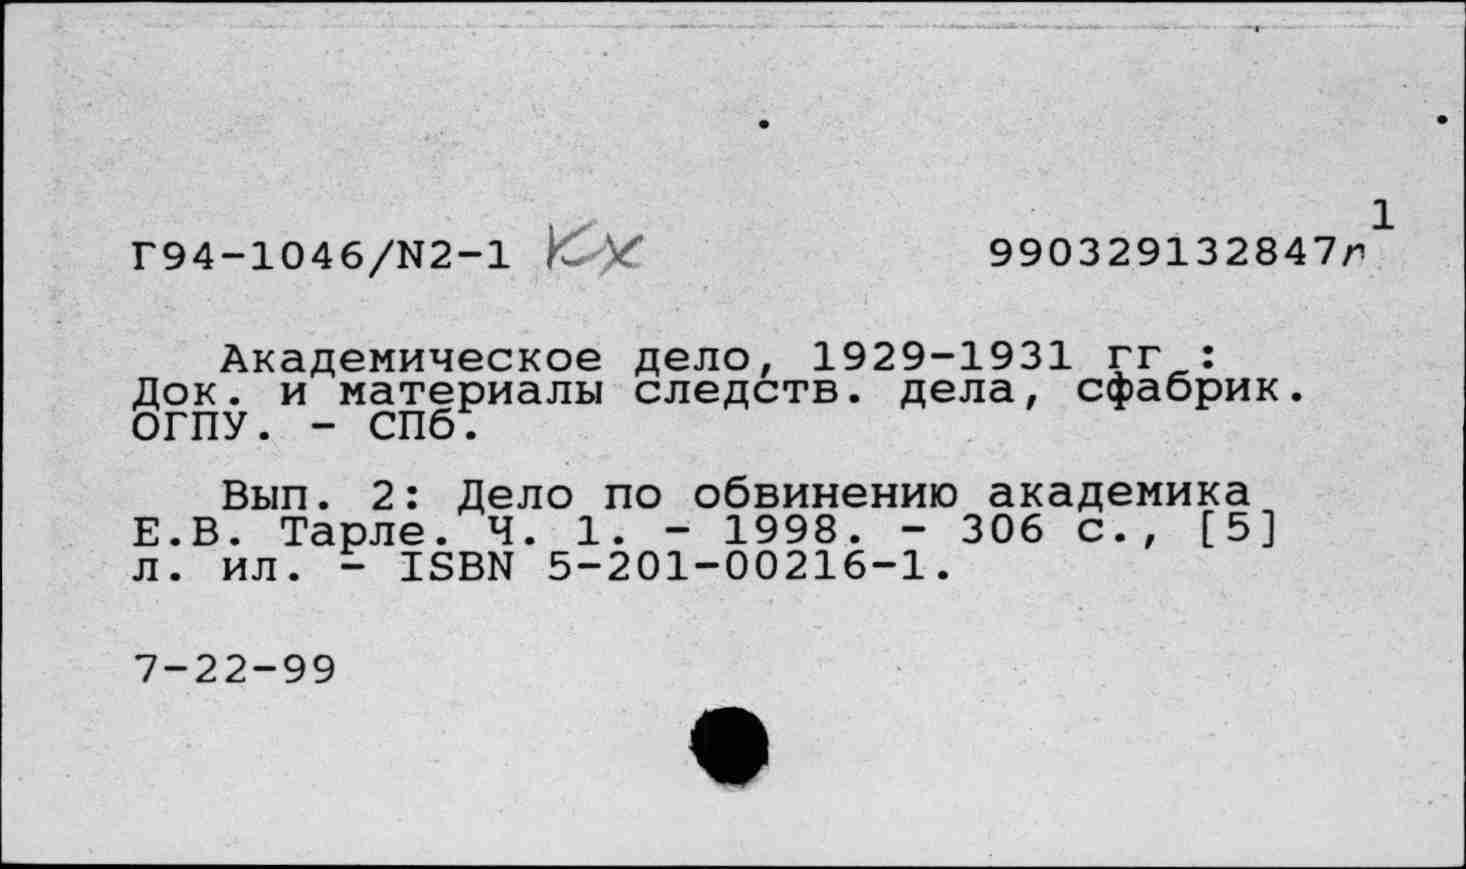 1
Г94-1046/N2-1 Кх 990329132847п
Академическое дело, 1929-1931 гг :
Док. и материалы следств. дела, сфабрик.
ОГПУ. - СПб.
Вып. 2: Дело по обвинению академика
Е.В. Тарле. Ч. 1. - 1998. - 306 с., [5]
л. ил. - ISBN 5-201-00216-1.
7-22-99